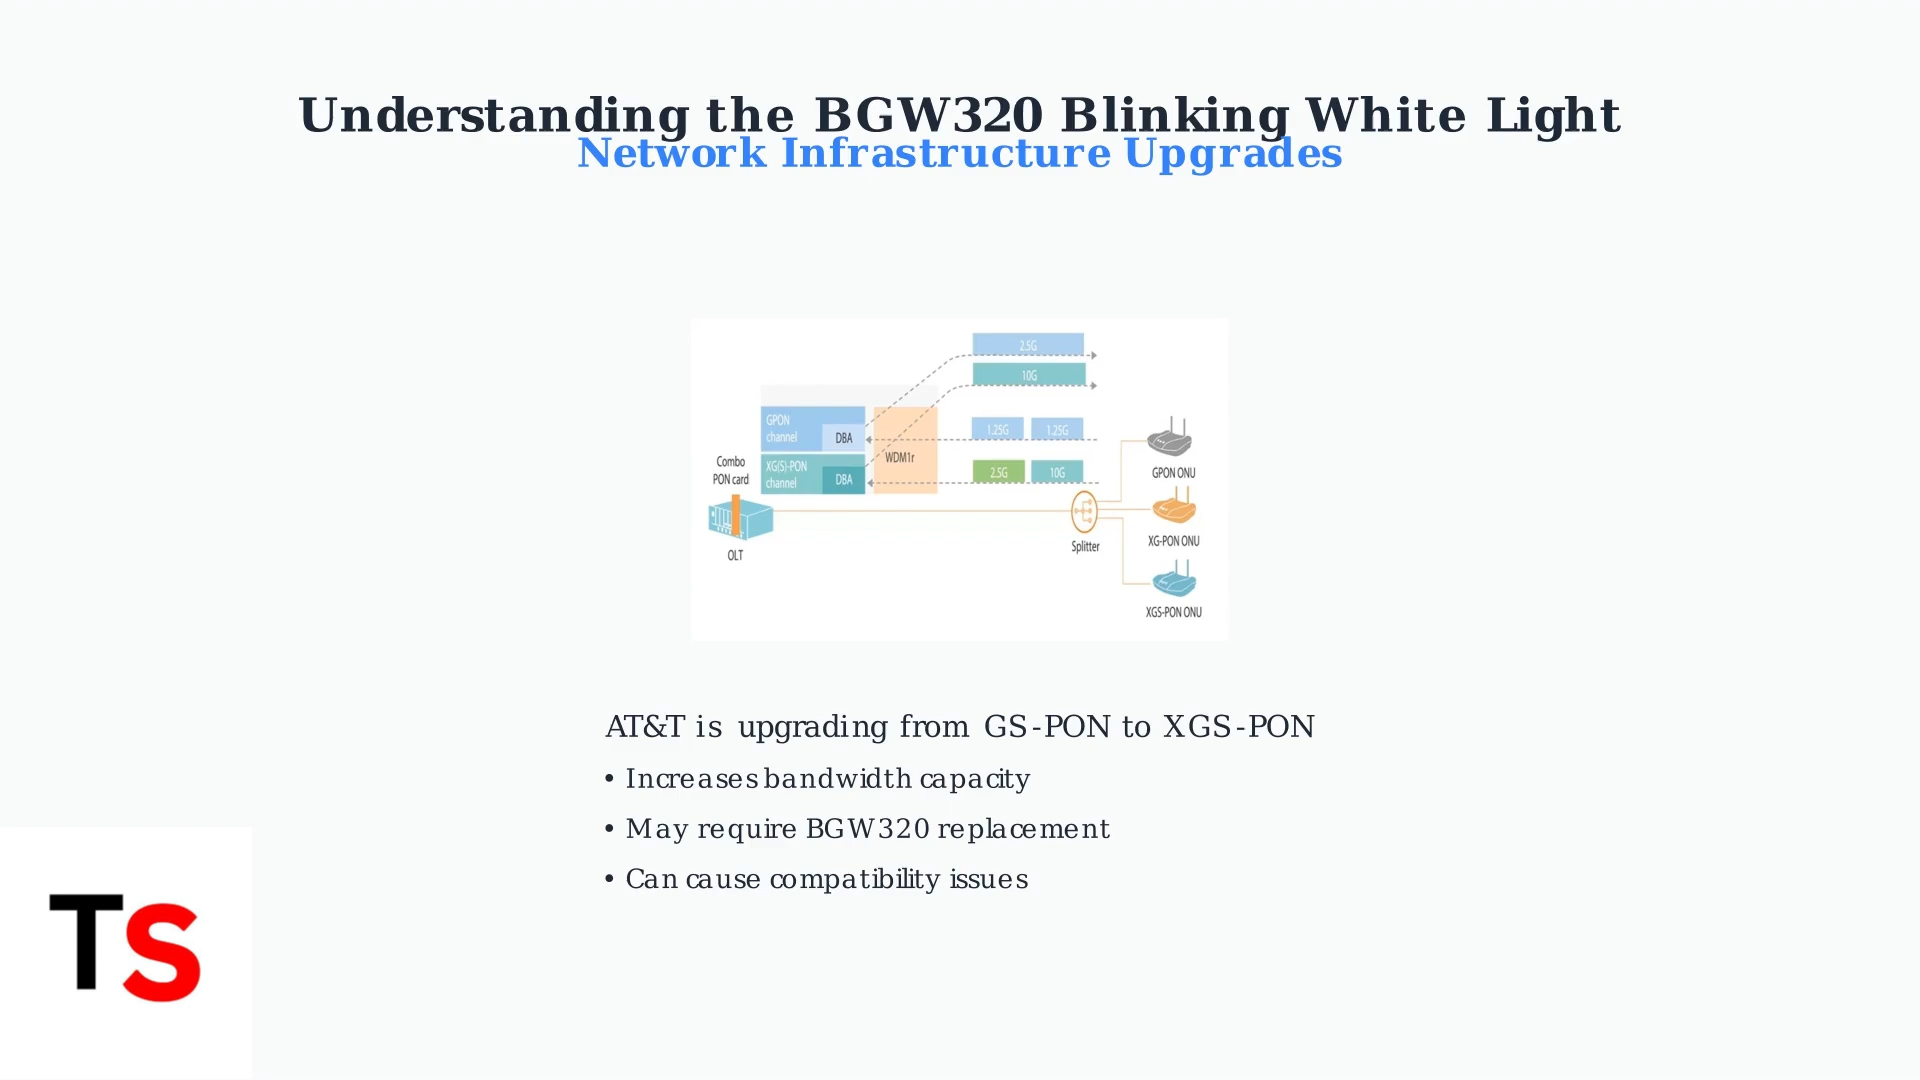 Understanding the BGW320 Blinking White Light
Network Infrastructure Upgrades
2.5G
10G
GPON
channel
DBA
1.25G 1.25G
WDM1r
Combo
PON card
XG(S)-PON
channel
DBA
2.5G 10G
GPON ONU
OLT
Splitter
XG-PON ONU
XGS-PON ONU
AT&T is upgrading from GS-PON to XGS-PON
• Increases bandwidth capacity
• May require BGW320 replacement
• Can cause compatibility issues
TS